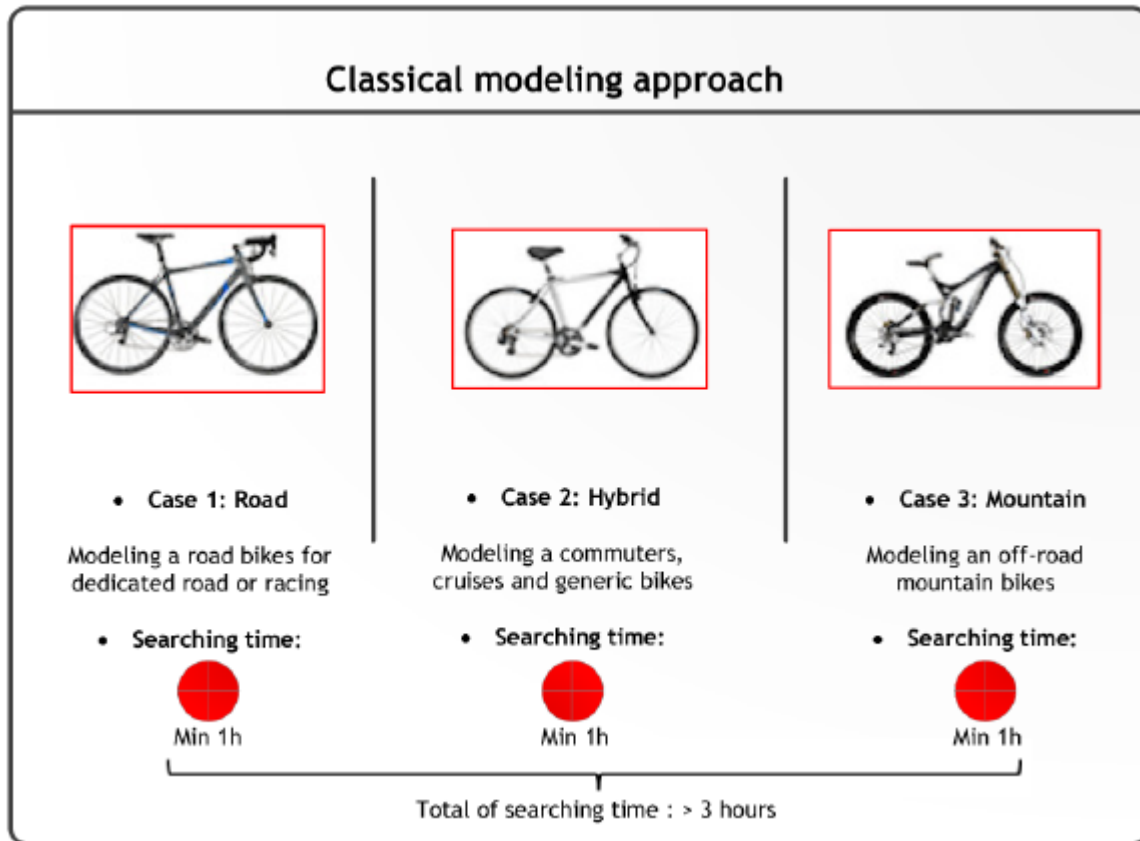 Classical modeling approach
• Case 1: Road
Modeling a road bikes for
dedicated road or racing
• Searching time:
Min 1h
• Case 2: Hybrid
Modeling a commuters,
cruises and generic bikes
• Searching time:
Min 1h
• Case 3: Mountain
Modeling an off-road
mountain bikes
• Searching time:
Min 1h
Total of searching time : > 3 hours